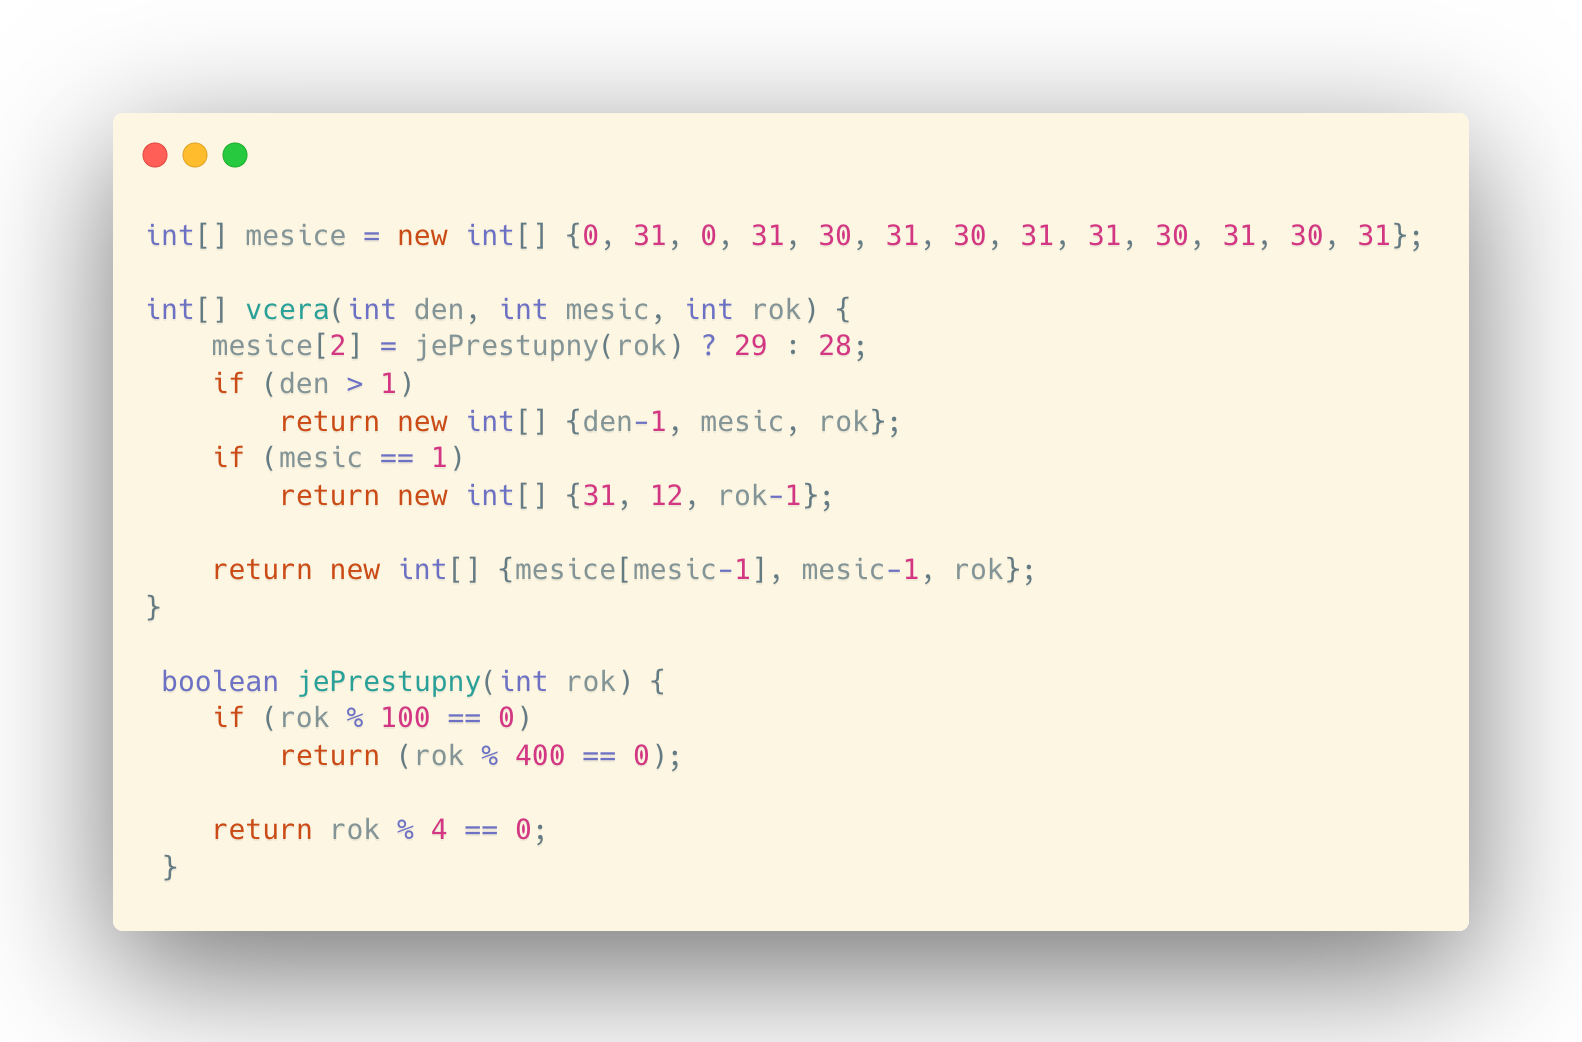 int[] mesice = new int[] {0, 31, 0, 31, 30, 31, 30, 31, 31, 30, 31, 30, 31};
int[] vcera(int den, int mesic, int rok) {
    mesice[2] = jePrestupny(rok) ? 29 : 28;
    if (den > 1)
        return new int[] {den-1, mesic, rok};
    if (mesic == 1)
        return new int[] {31, 12, rok-1};
    return new int[] {mesice[mesic-1], mesic-1, rok};
}
 boolean jePrestupny(int rok) {
    if (rok % 100 == 0)
        return (rok % 400 == 0);
    return rok % 4 == 0;
 }